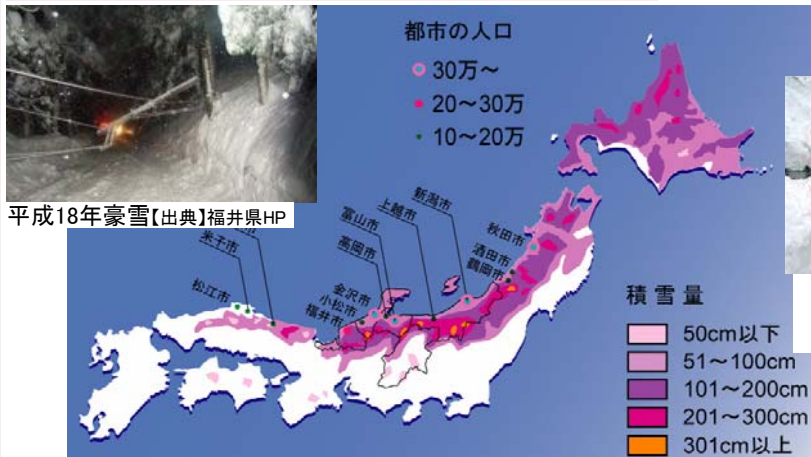 都市の人口
30万～
20～30万
10～20万
平成18年豪雪【出典】福井県HP
新潟市
上越市
富山市
高岡市
秋田市
酒田市
鶴岡市
米子市
松江市
金沢市
小松市
福井市
積雪量
50cm以下
51～100cm
101～200cm
201～300cm
301cm以上